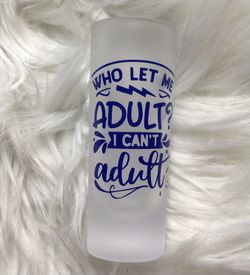 WHO LET ME
ADULT?
I CAN'T
adult.